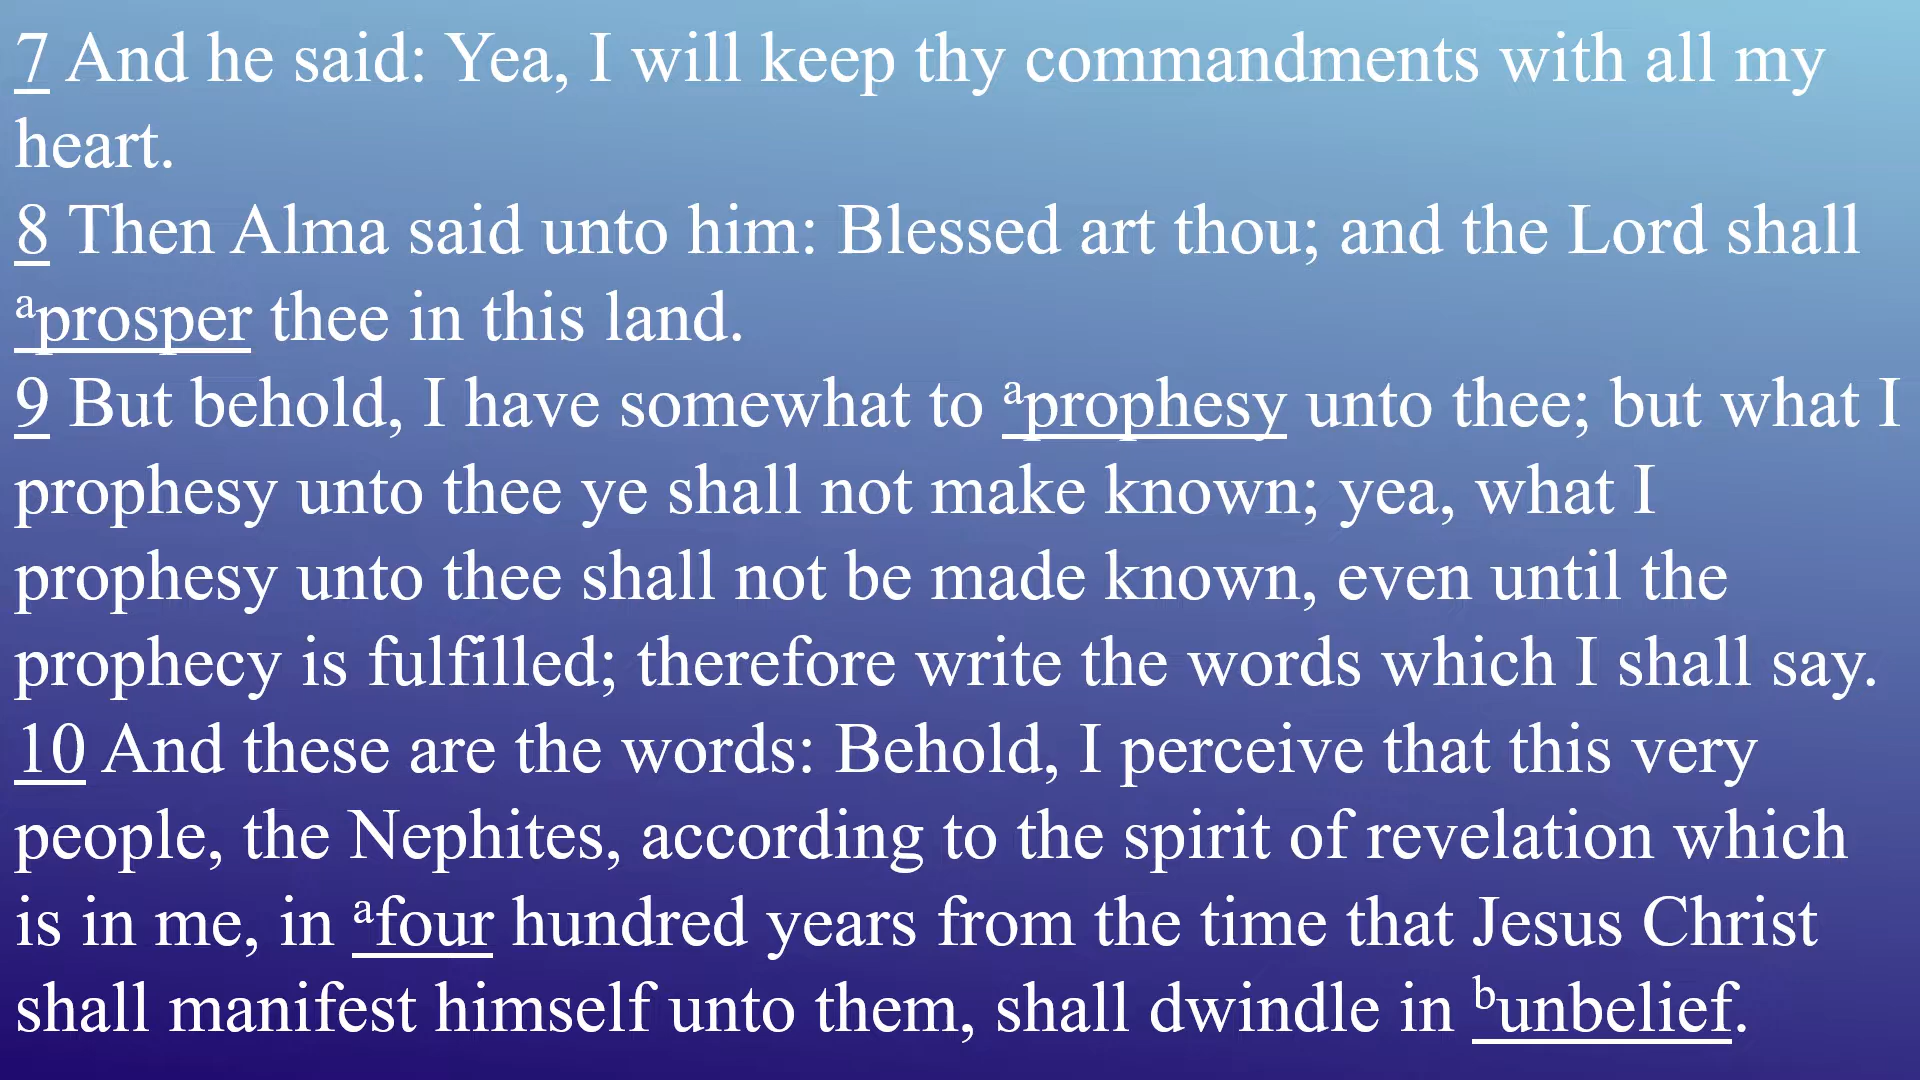 7 And he said: Yea, I will keep thy commandments with all my
heart.
8 Then Alma said unto him: Blessed art thou; and the Lord shall
aprosper thee in this land.
9 But behold, I have somewhat to aprophesy unto thee; but what I
prophesy unto thee ye shall not make known; yea, what I
prophesy unto thee shall not be made known, even until the
prophecy is fulfilled; therefore write the words which I shall say.
10 And these are the words: Behold, I perceive that this very
people, the Nephites, according to the spirit of revelation which
is in me, in afour hundred years from the time that Jesus Christ
shall manifest himself unto them, shall dwindle in bunbelief.